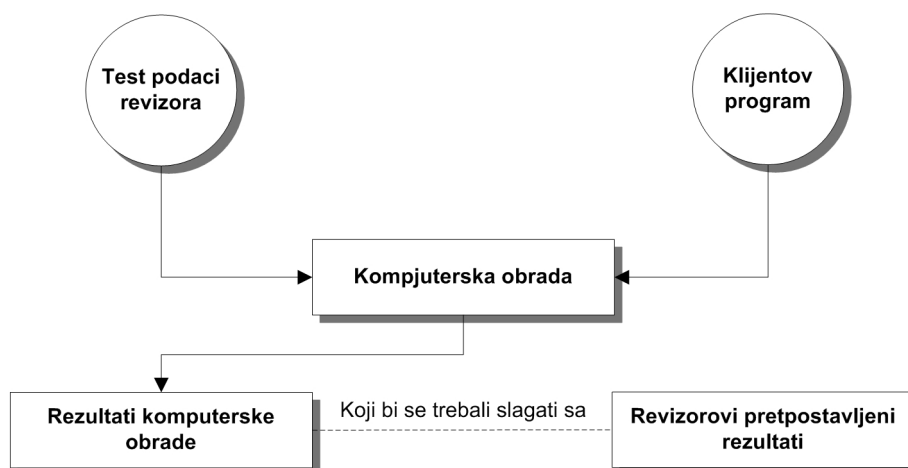 Test podaci
revizora
Klijentov
program
Kompjuterska obrada
Rezultati komputerske
obrade
Koji bi se trebali slagati sa
Revizorovi pretpostavljeni
rezultati